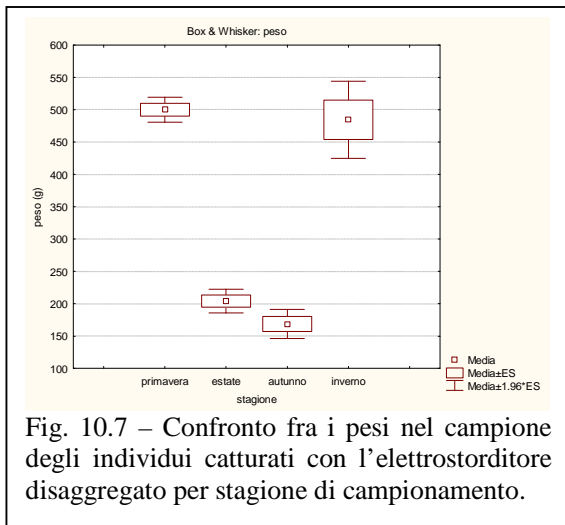 Box & Whisker: peso
600
550
500
450
400
350
300
250
200
150
100
peso (g)
primavera estate autunno inverno
stagione
Media
Media±ES
Media±1.96*ES
Fig. 10.7 – Confronto fra i pesi nel campione
degli individui catturati con l’elettrostorditore
disaggregato per stagione di campionamento.